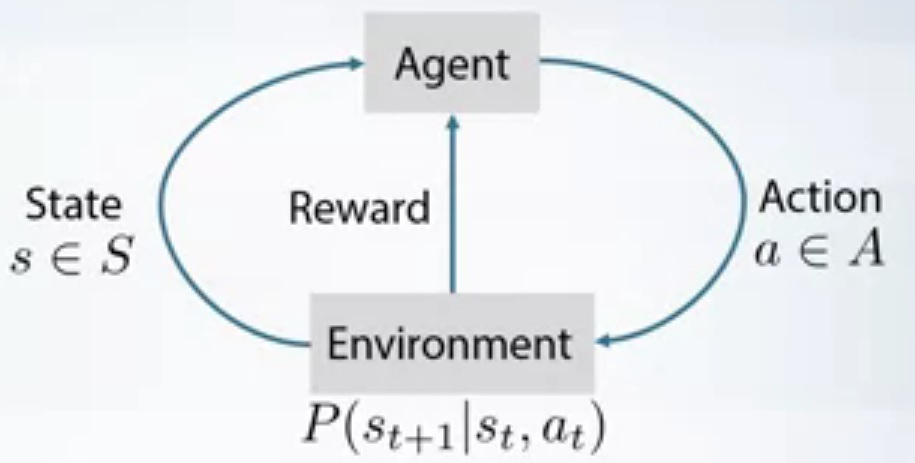 Agent
State
s ∈ S
Reward
Action
a ∈ A
Environment
P(s_{t+1}|s_t, a_t)